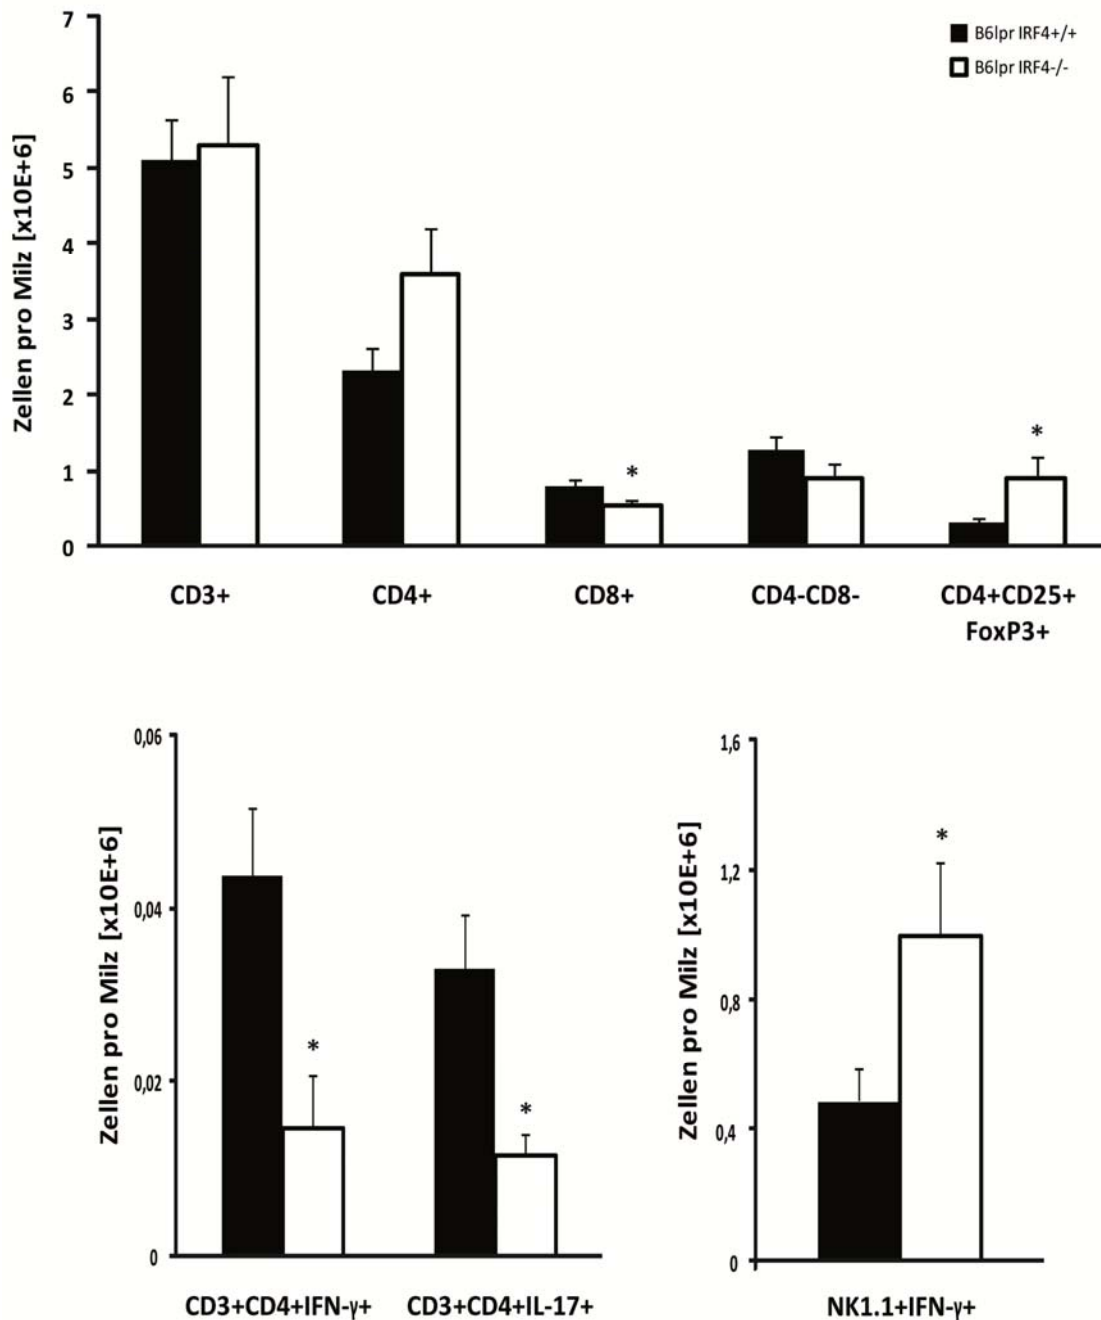 7
6
5
4
3
2
1
0
Zellen pro Milz [x10E+6]
B6lpr IRF4+/+
B6lpr IRF4-/-
*
*
CD3+
CD4+
CD8+
CD4-CD8-
CD4+CD25+
FoxP3+
0,06
0,04
0,02
0
Zellen pro Milz [x10E+6]
*
*
CD3+CD4+IFN-γ+
CD3+CD4+IL-17+
1,6
1,2
0,8
0,4
0
Zellen pro Milz [x10E+6]
*
NK1.1+IFN-γ+